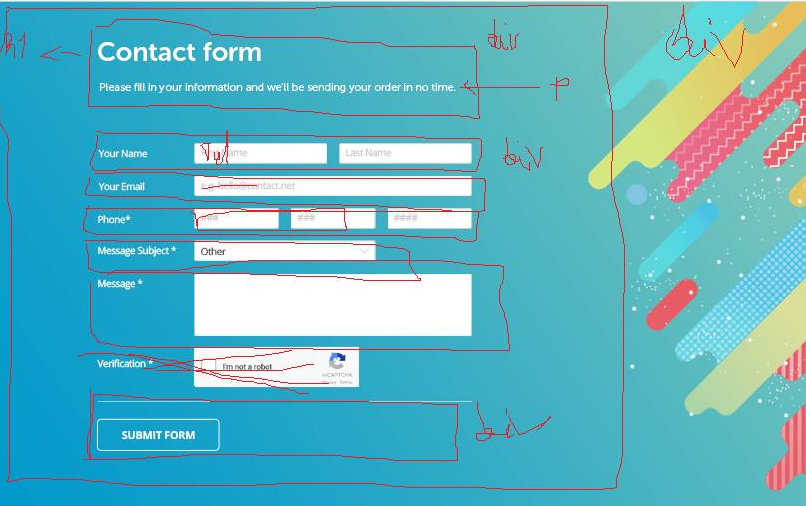 div
div
h1
Contact form
Please fill in your information and we'll be sending your order in no time.
p
Your Name
Last Name
div
Your Email
e.g hello@contact.net
Phone*
###
###
####
Message Subject *
Other
Message *
Verification *
I'm not a robot
reCAPTCHA
Privacy - Terms
div
SUBMIT FORM